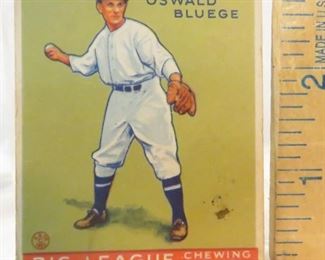 OSWALD
BLUEGE
BIG LEAGUE CHEWING
MADE IN U.S.
2
1